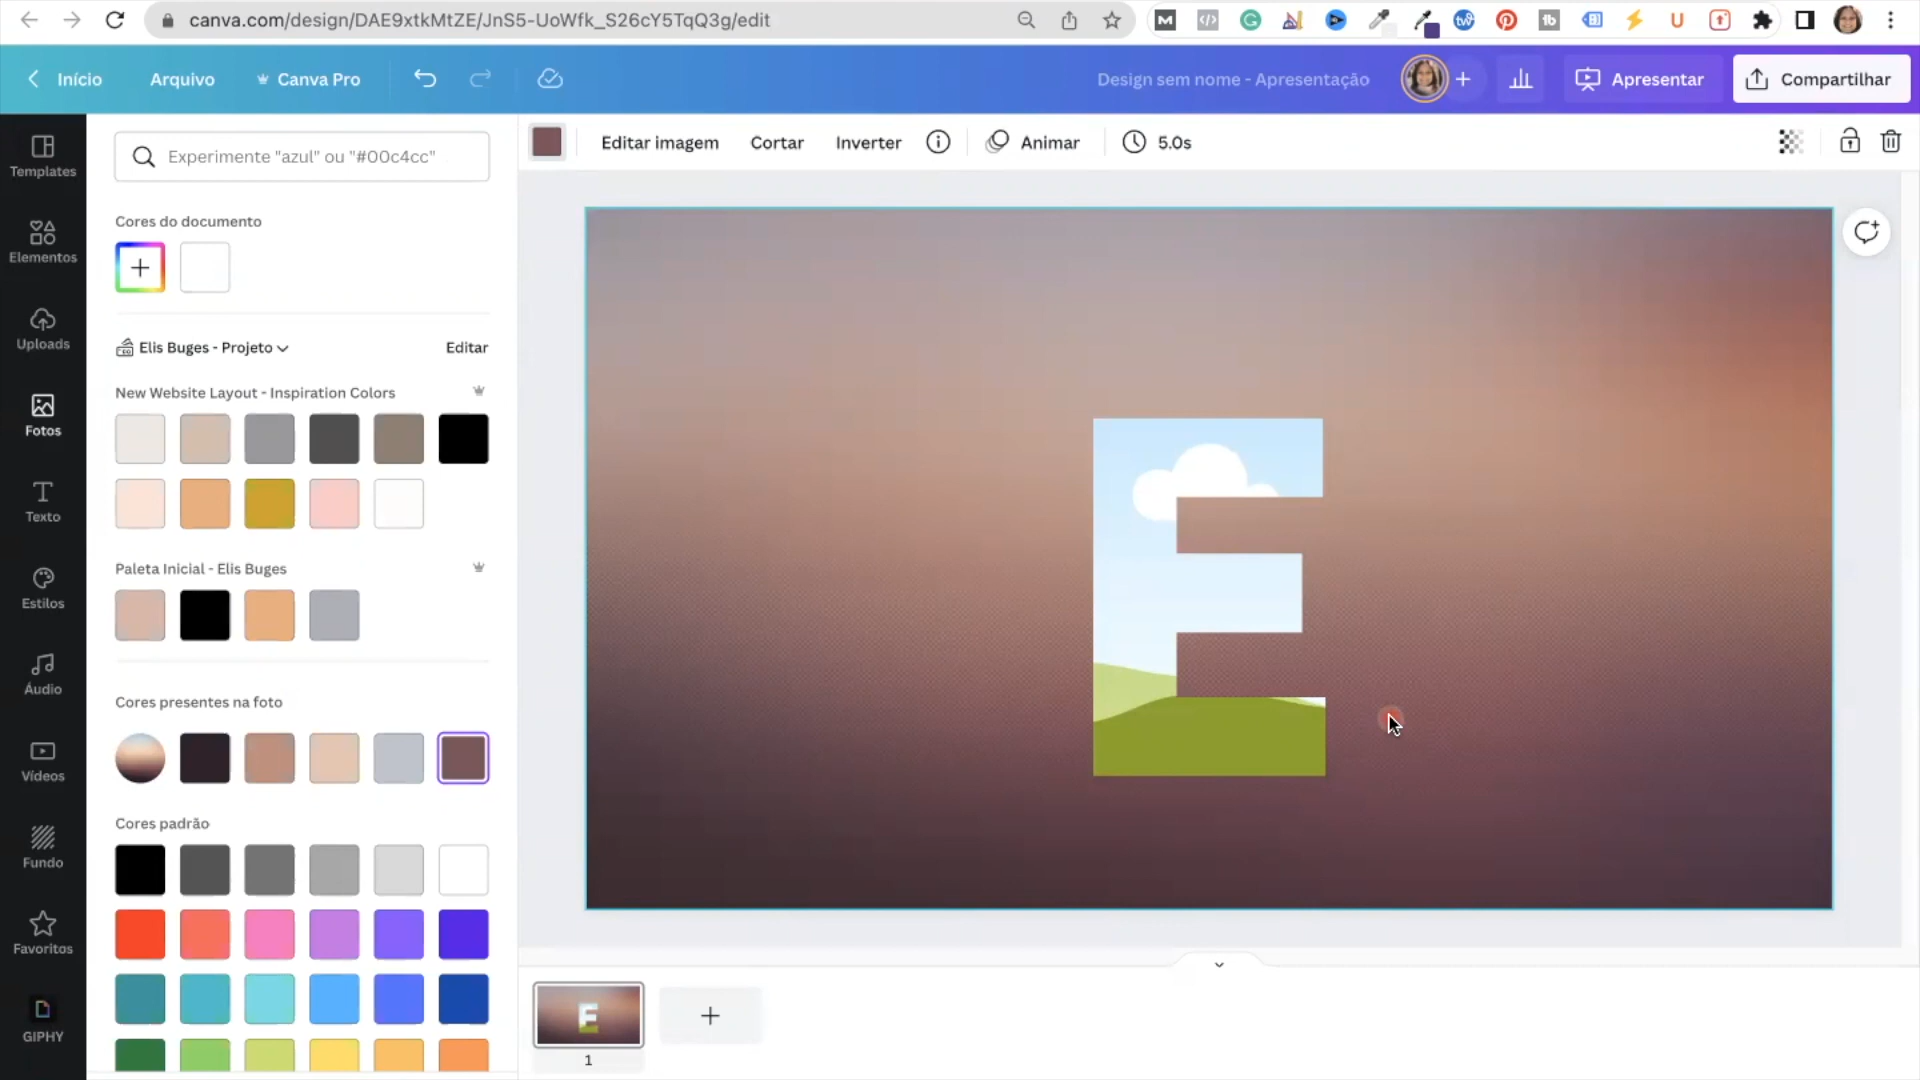 canva.com/design/DAE9xtkMtZE/JnS5-UoWfk_S26cY5TqQ3g/edit
Início
Arquivo
Canva Pro
Design sem nome - Apresentação
Apresentar
Compartilhar
Templates
Elementos
Uploads
Fotos
Texto
Estilos
Áudio
Vídeos
Fundo
Favoritos
GIPHY
Experimente "azul" ou "#00c4cc"
Cores do documento
Elis Buges - Projeto
Editar
New Website Layout - Inspiration Colors
Paleta Inicial - Elis Buges
Cores presentes na foto
Cores padrão
Editar imagem
Cortar
Inverter
Animar
5.0s
E
E
1